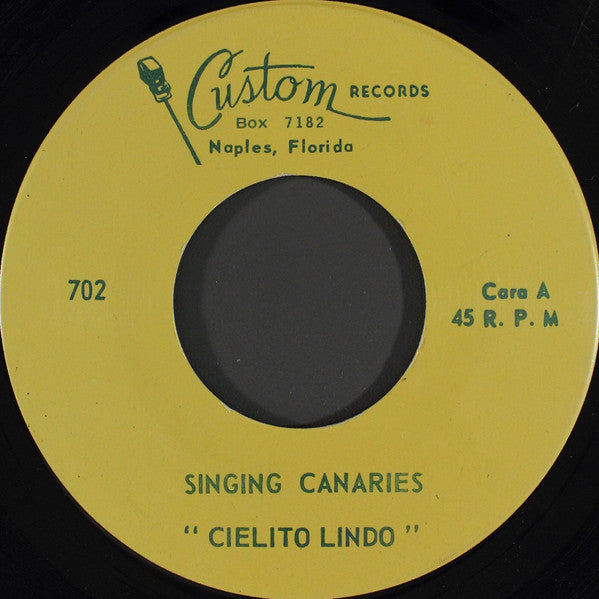 Custom RECORDS
Box 7182
Naples, Florida
702
Cara A
45 R. P. M
SINGING CANARIES
" CIELITO LINDO "